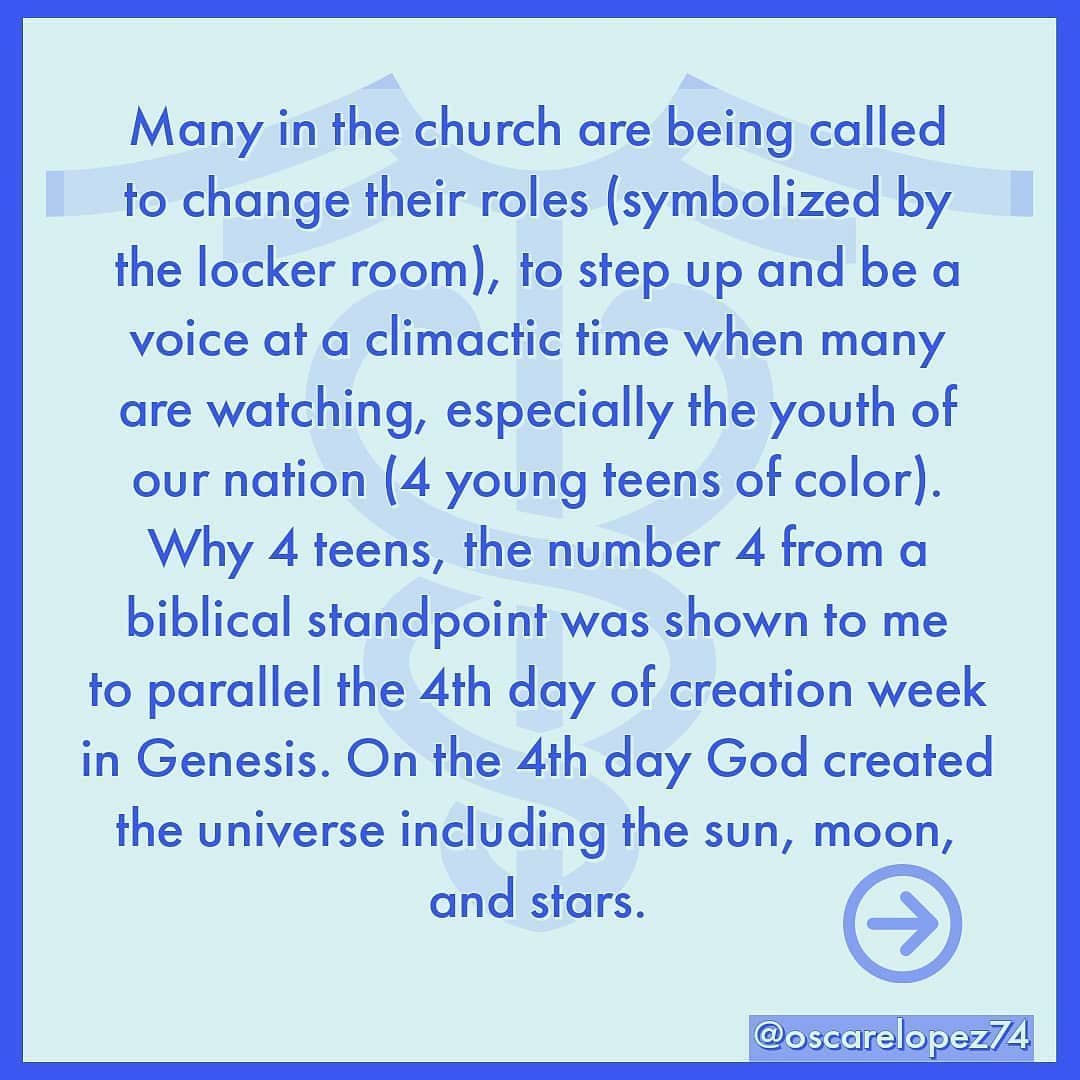 Many in the church are being called
to change their roles (symbolized by
the locker room), to step up and be a
voice at a climactic time when many
are watching, especially the youth of
our nation (4 young teens of color).
Why 4 teens, the number 4 from a
biblical standpoint was shown to me
to parallel the 4th day of creation week
in Genesis. On the 4th day God created
the universe including the sun, moon,
and stars.
@oscarelopez74